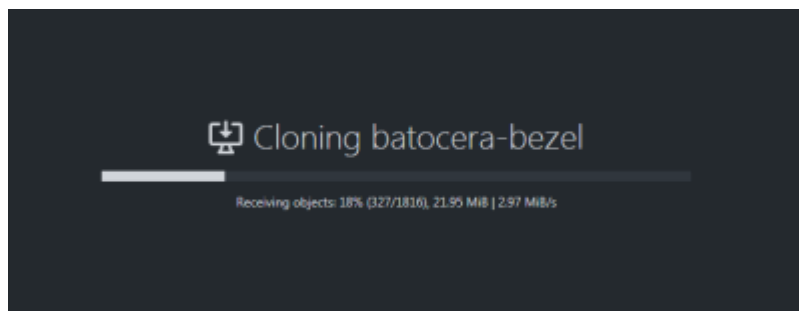 Cloning batocera-bezel
Receiving objects: 18% (327/1816), 21.95 MiB | 2.97 MiB/s